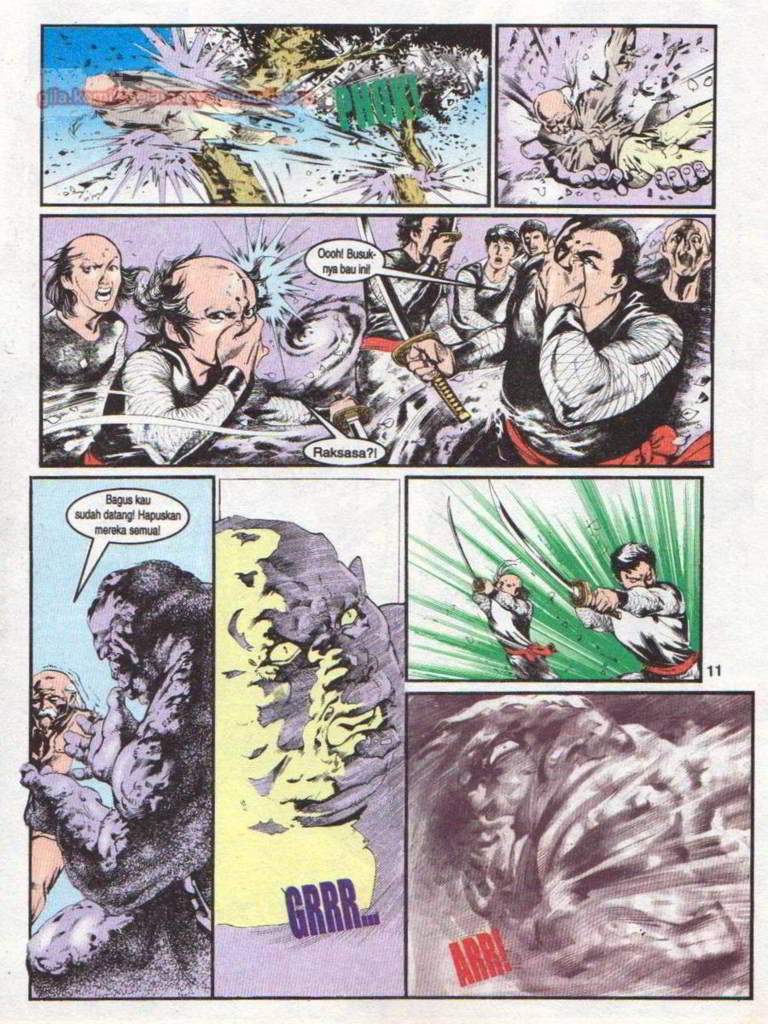 PHUK!
Oooh! Busuk-
nya bau ini!
Raksasa?!
Bagus kau
sudah datang! Hapuskan
mereka semua!
GRRR...
11
ARR!